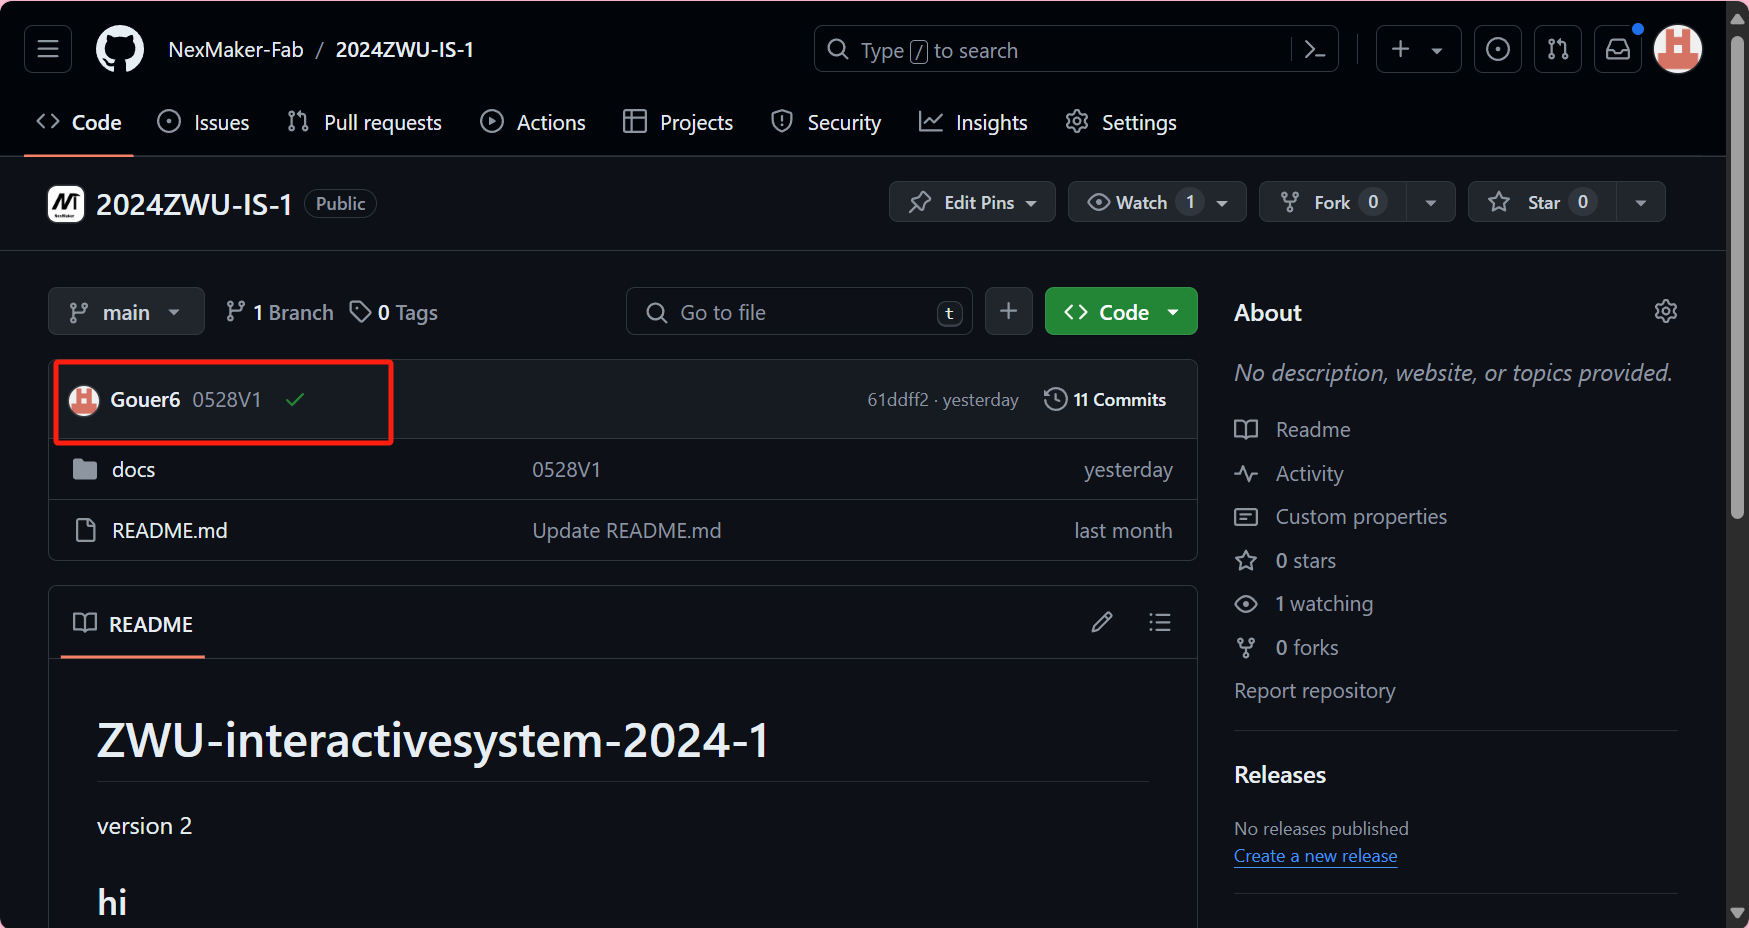 NexMaker-Fab / 2024ZWU-IS-1
Type / to search
Code Issues Pull requests Actions Projects Security Insights Settings
2024ZWU-IS-1 Public
Edit Pins Watch 1 Fork 0 Star 0
main 1 Branch 0 Tags
Go to file t
Code
Gouer6 0528V1
61ddff2 · yesterday 11 Commits
docs 0528V1 yesterday
README.md Update README.md last month
README
ZWU-interactivesystem-2024-1
version 2
hi
About
No description, website, or topics provided.
Readme
Activity
Custom properties
0 stars
1 watching
0 forks
Report repository
Releases
No releases published
Create a new release